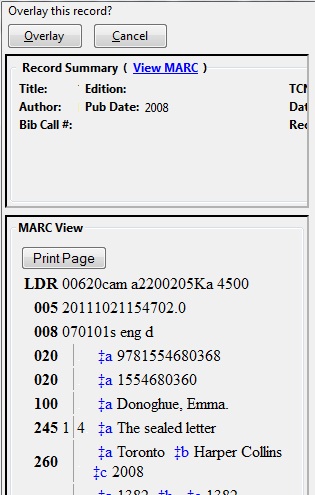 Overlay this record?
Overlay Cancel
Record Summary ( View MARC )
Title: Edition: TCN
Author: Pub Date: 2008 Dat
Bib Call #: Rec
MARC View
Print Page
LDR 00620cam a2200205Ka 4500
005 20111021154702.0
008 070101s eng d
020 ‡a 9781554680368
020 ‡a 1554680360
100 ‡a Donoghue, Emma.
245 1 4 ‡a The sealed letter
260 ‡a Toronto ‡b Harper Collins
‡c 2008
‡a 1382 ‡b ‡c 1382